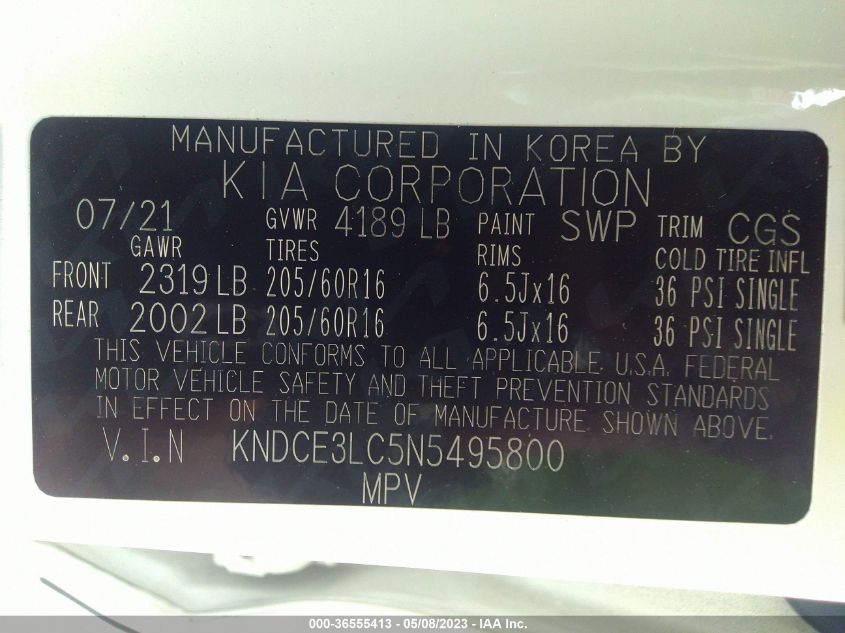 MANUFACTURED IN KOREA BY
KIA CORPORATION
07/21 GVWR 4189 LB PAINT SWP TRIM CGS
GAWR TIRES RIMS COLD TIRE INFL
FRONT 2319 LB 205/60R16 6.5Jx16 36 PSI SINGLE
REAR 2002 LB 205/60R16 6.5Jx16 36 PSI SINGLE
THIS VEHICLE CONFORMS TO ALL APPLICABLE U.S.A. FEDERAL
MOTOR VEHICLE SAFETY AND THEFT PREVENTION STANDARDS
IN EFFECT ON THE DATE OF MANUFACTURE SHOWN ABOVE.
V.I.N KNDCE3LC5N5495800
MPV
000-36555413 - 05/08/2023 - IAA Inc.